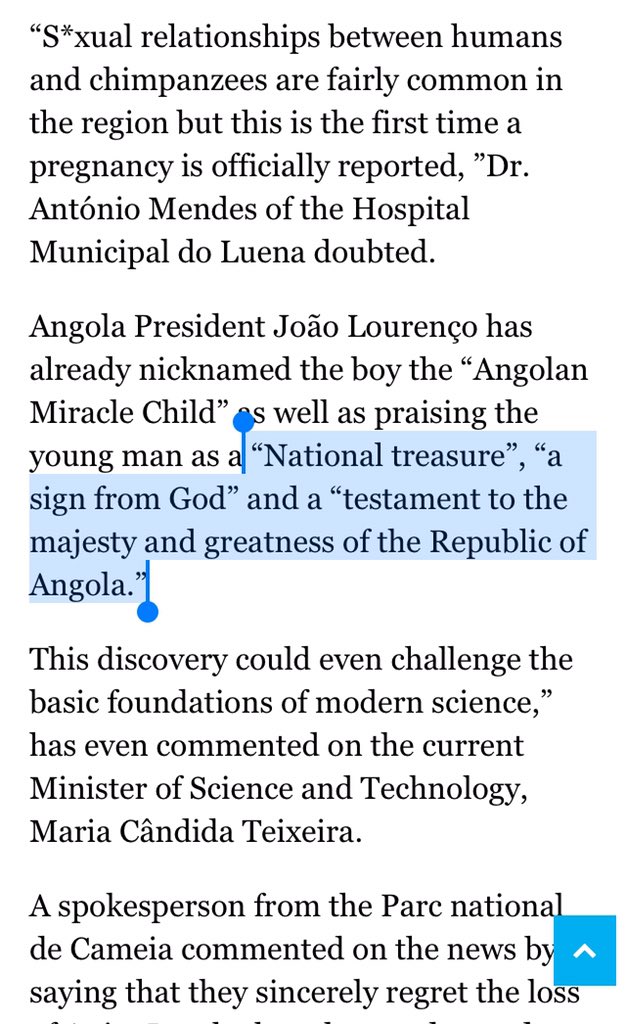 “S*xual relationships between humans
and chimpanzees are fairly common in
the region but this is the first time a
pregnancy is officially reported, ”Dr.
António Mendes of the Hospital
Municipal do Luena doubted.
Angola President João Lourenço has
already nicknamed the boy the “Angolan
Miracle Child” as well as praising the
young man as a “National treasure”, “a
sign from God” and a “testament to the
majesty and greatness of the Republic of
Angola.”
This discovery could even challenge the
basic foundations of modern science,”
has even commented on the current
Minister of Science and Technology,
Maria Cândida Teixeira.
A spokesperson from the Parc national
de Cameia commented on the news by
saying that they sincerely regret the loss